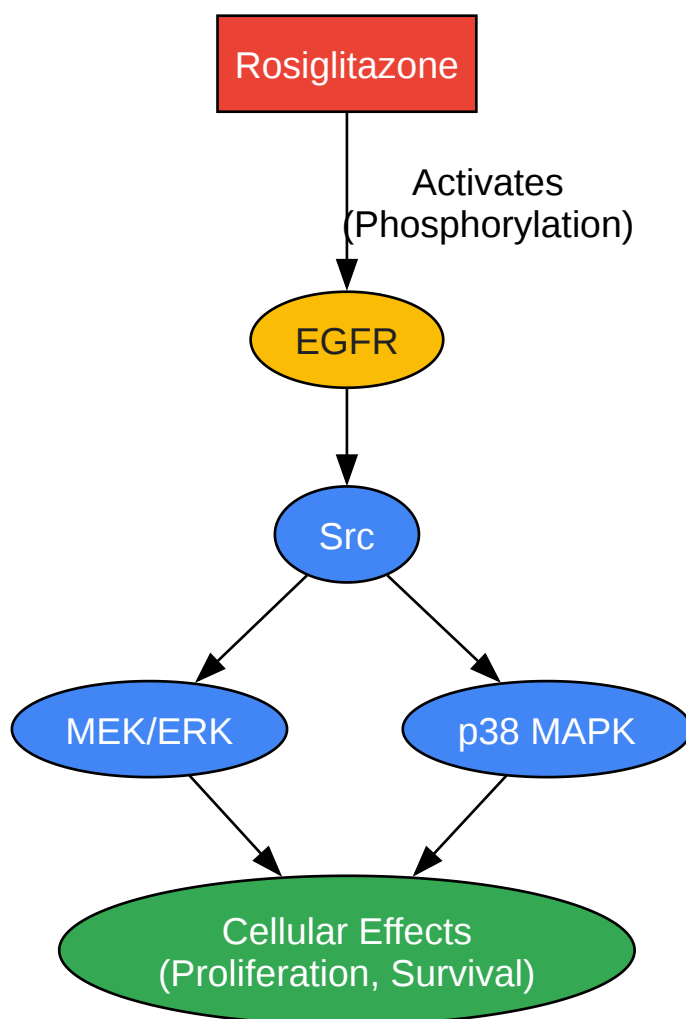 Rosiglitazone
Activates
(Phosphorylation)
EGFR
Src
MEK/ERK
p38 MAPK
Cellular Effects
(Proliferation, Survival)